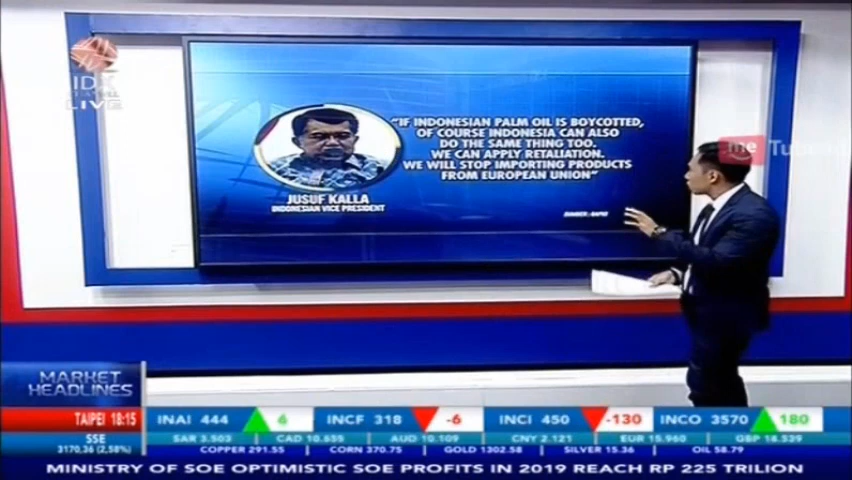 IDX
CHANNEL
LIVE
"IF INDONESIAN PALM OIL IS BOYCOTTED,
OF COURSE INDONESIA CAN ALSO
DO THE SAME THING TOO.
WE CAN APPLY RETALIATION.
WE WILL STOP IMPORTING PRODUCTS
FROM EUROPEAN UNION"
JUSUF KALLA
INDONESIAN VICE PRESIDENT
SUMBER : GAPKI
me
MARKET
HEADLINES
TAIPEI 18:15
INAI 444 6
INCF 318 -6
INCI 450 -130
INCO 3570 180
SSE
3170,36 (2,58%)
SAR 3.503 CAD 10.655 AUD 10.109 CNY 2.121 EUR 15.960 GBP 18.539
COPPER 291.55 CORN 370.75 GOLD 1302.58 SILVER 15.36 OIL 58.79
MINISTRY OF SOE OPTIMISTIC SOE PROFITS IN 2019 REACH RP 225 TRILION